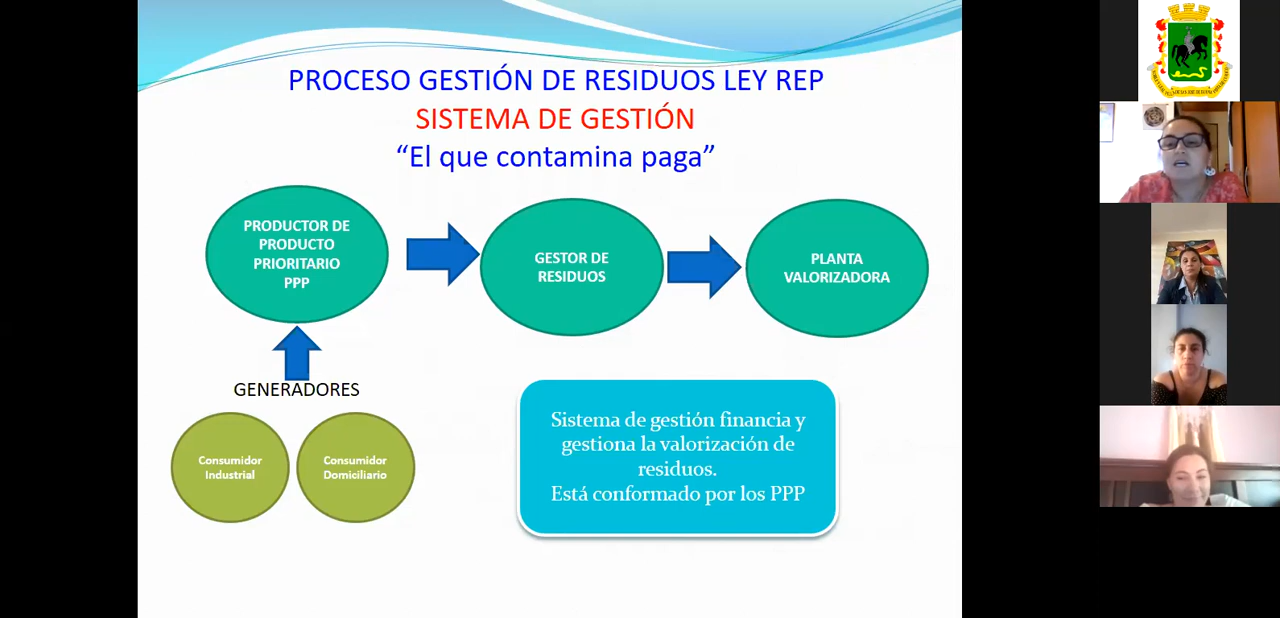 PROCESO GESTIÓN DE RESIDUOS LEY REP
SISTEMA DE GESTIÓN
“El que contamina paga”
PRODUCTOR DE
PRODUCTO
PRIORITARIO
PPP
GESTOR DE
RESIDUOS
PLANTA
VALORIZADORA
GENERADORES
Consumidor
Industrial
Consumidor
Domiciliario
Sistema de gestión financia y
gestiona la valorización de
residuos.
Está conformado por los PPP